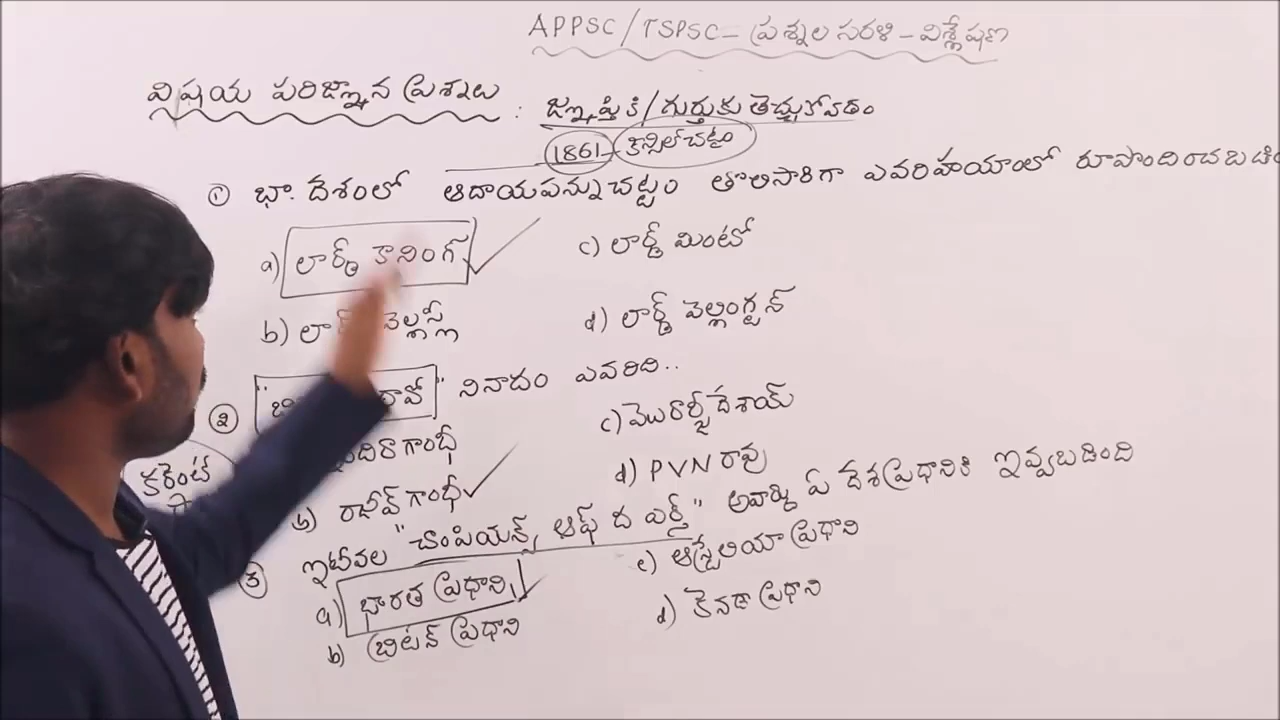 APPSC/TSPSC – ప్రశ్నల సరళి – విశ్లేషణ
విషయ పరిజ్ఞాన ప్రశ్నలు : జ్ఞప్తికి/గుర్తుకు తెచ్చుకోవడం
1861 – కౌన్సిల్ చట్టం
① భా. దేశంలో ఆదాయపన్ను చట్టం తొలిసారిగా ఎవరిహయాంలో
a) లార్డ్ కానింగ్
c) లార్డ్ మింటో
b) వెల్లస్లీ
d) లార్డ్ వెల్లింగ్టన్
② నినాదం ఎవరిది..
గాంధీ
c) మొరార్జీదేశాయ్
b) రాజీవ్ గాంధీ
d) PVN రావు
కరెంట్
3 ఇటీవల "చాంపియన్స్ ఆఫ్ ద ఎర్త్" అవార్డు ఏ దేశప్రధానికి ఇవ్వబడింది
a) భారత ప్రధాని
c) ఆస్ట్రేలియా ప్రధాని
b) బ్రిటన్ ప్రధాని
d) కెనడా ప్రధాని